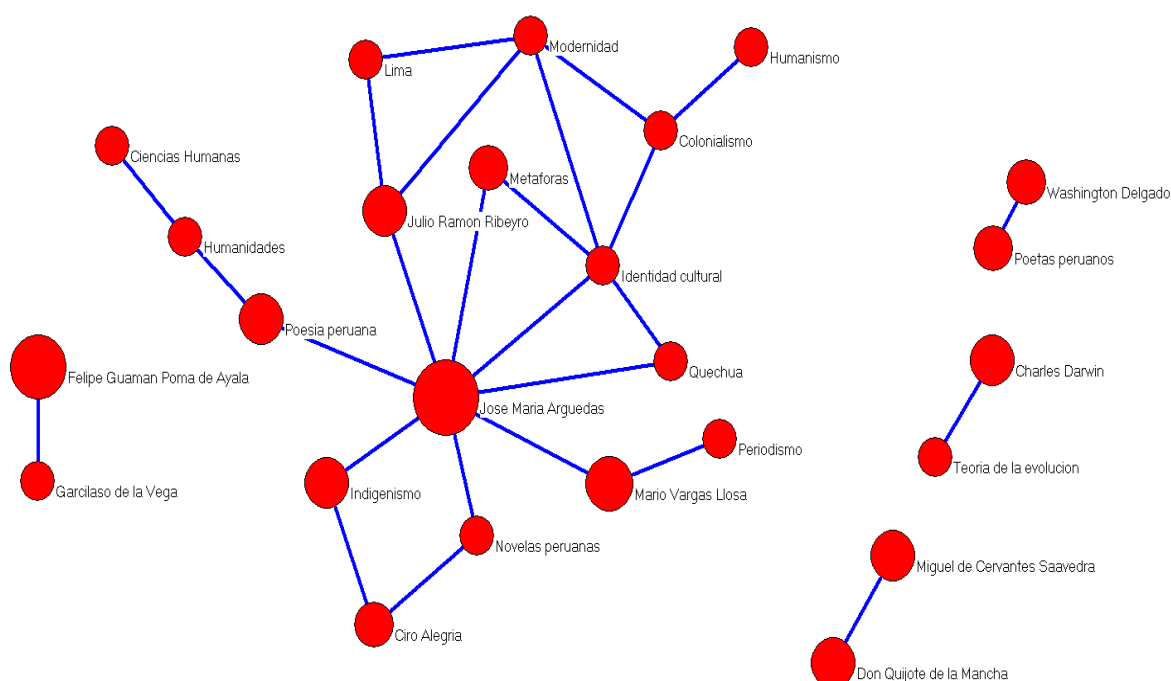 Modernidad
Humanismo
Lima
Colonialismo
Ciencias Humanas
Metaforas
Washington Delgado
Julio Ramon Ribeyro
Humanidades
Poetas peruanos
Identidad cultural
Poesia peruana
Charles Darwin
Quechua
Felipe Guaman Poma de Ayala
Jose Maria Arguedas
Periodismo
Teoria de la evolucion
Indigenismo
Mario Vargas Llosa
Garcilaso de la Vega
Novelas peruanas
Miguel de Cervantes Saavedra
Ciro Alegria
Don Quijote de la Mancha